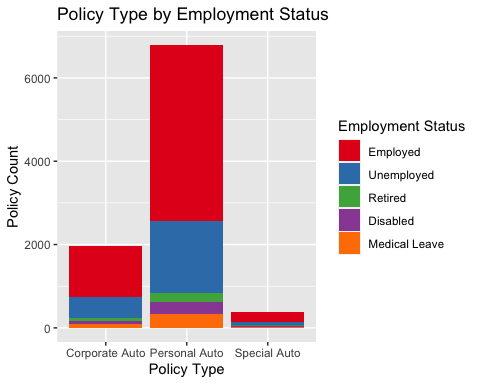 Policy Type by Employment Status
Policy Count
6000
4000
2000
0
Corporate Auto Personal Auto Special Auto
Policy Type
Employment Status
Employed
Unemployed
Retired
Disabled
Medical Leave